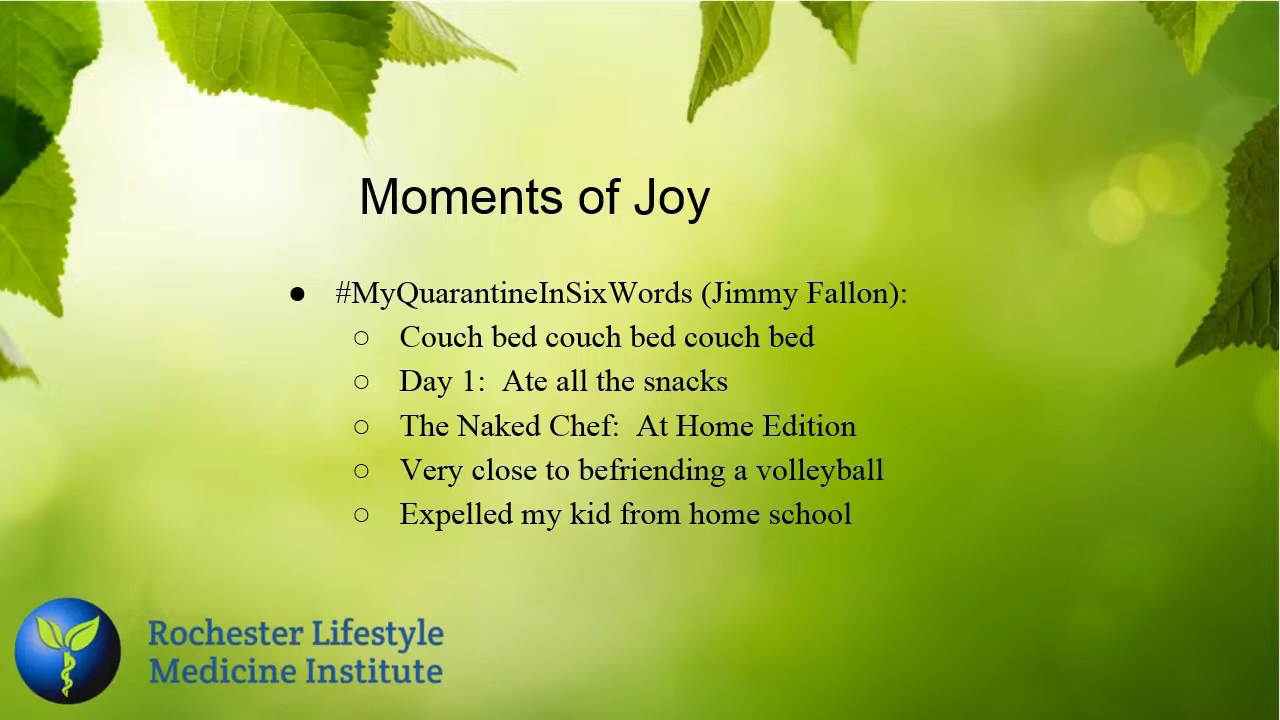 Moments of Joy
● #MyQuarantineInSixWords (Jimmy Fallon):
○ Couch bed couch bed couch bed
○ Day 1:  Ate all the snacks
○ The Naked Chef:  At Home Edition
○ Very close to befriending a volleyball
○ Expelled my kid from home school
Rochester Lifestyle
Medicine Institute